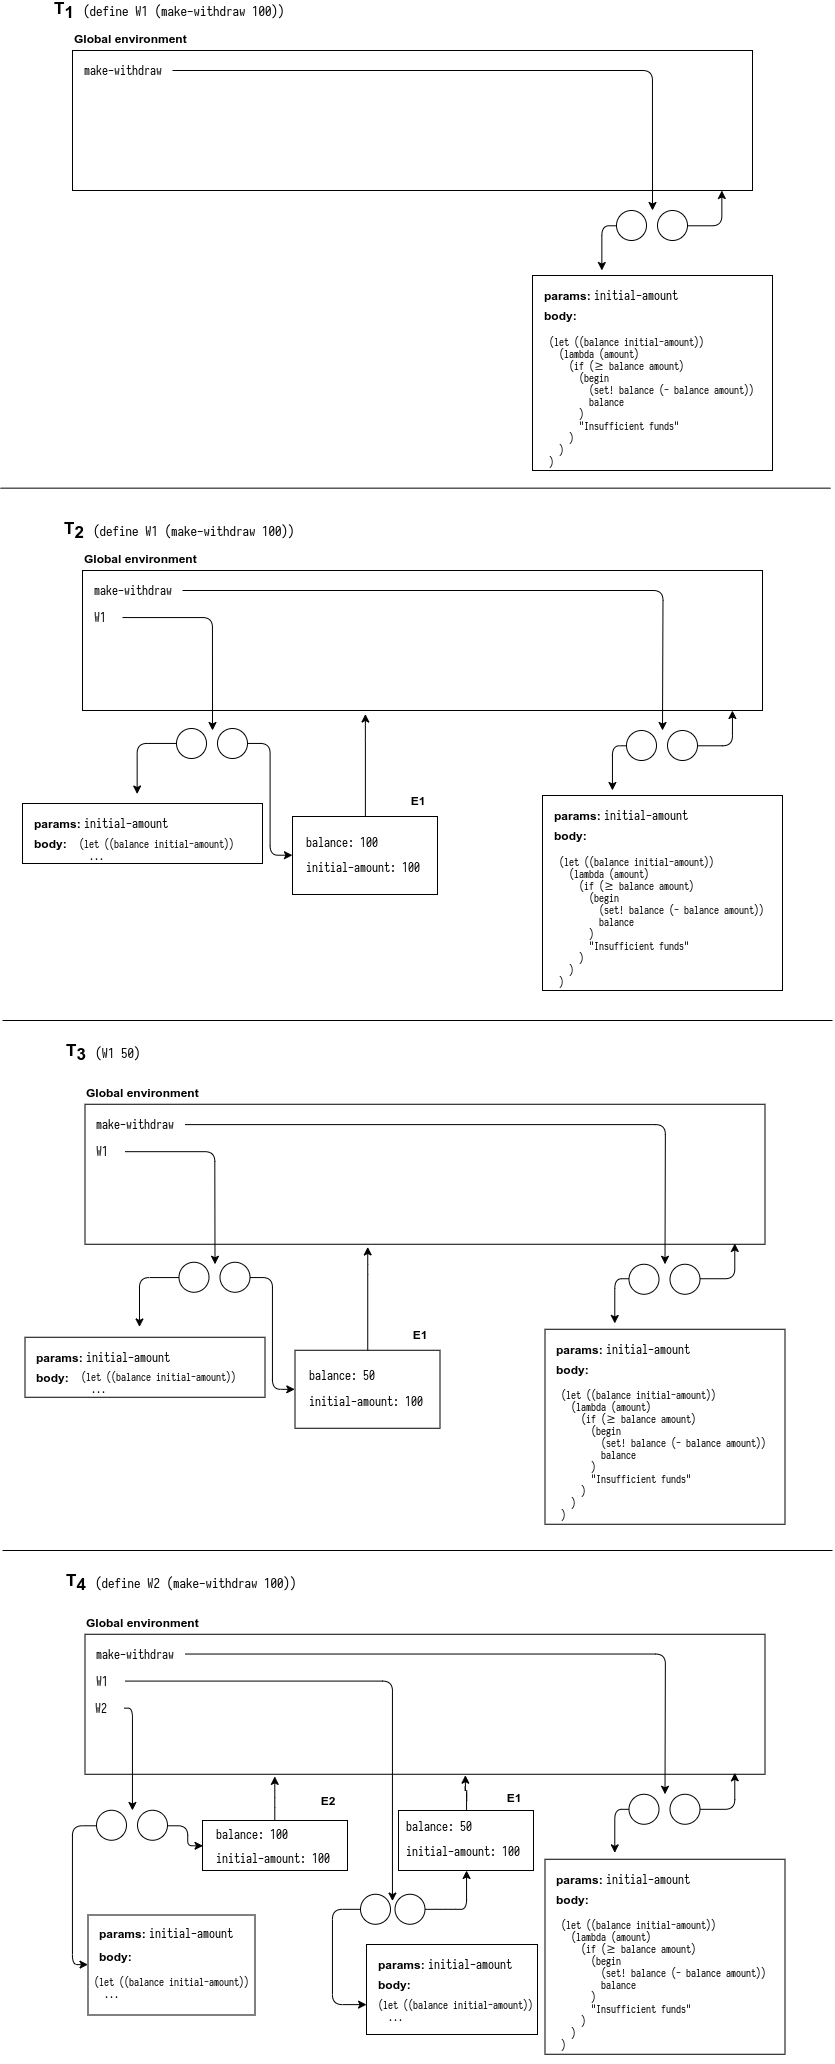 T1 (define W1 (make-withdraw 100))
Global environment
make-withdraw
params: initial-amount
body:
(let ((balance initial-amount))
(lambda (amount)
(if (≥ balance amount)
(begin
(set! balance (- balance amount))
balance
)
"Insufficient funds"
)
)
)
T2 (define W1 (make-withdraw 100))
Global environment
make-withdraw
W1
E1
params: initial-amount
body: (let ((balance initial-amount))
...
balance: 100
initial-amount: 100
params: initial-amount
body:
(let ((balance initial-amount))
(lambda (amount)
(if (≥ balance amount)
(begin
(set! balance (- balance amount))
balance
)
"Insufficient funds"
)
)
)
T3 (W1 50)
Global environment
make-withdraw
W1
E1
params: initial-amount
body: (let ((balance initial-amount))
...
balance: 50
initial-amount: 100
params: initial-amount
body:
(let ((balance initial-amount))
(lambda (amount)
(if (≥ balance amount)
(begin
(set! balance (- balance amount))
balance
)
"Insufficient funds"
)
)
)
T4 (define W2 (make-withdraw 100))
Global environment
make-withdraw
W1
W2
E2
balance: 100
initial-amount: 100
E1
balance: 50
initial-amount: 100
params: initial-amount
body:
(let ((balance initial-amount))
...
params: initial-amount
body:
(let ((balance initial-amount))
...
params: initial-amount
body:
(let ((balance initial-amount))
(lambda (amount)
(if (≥ balance amount)
(begin
(set! balance (- balance amount))
balance
)
"Insufficient funds"
)
)
)